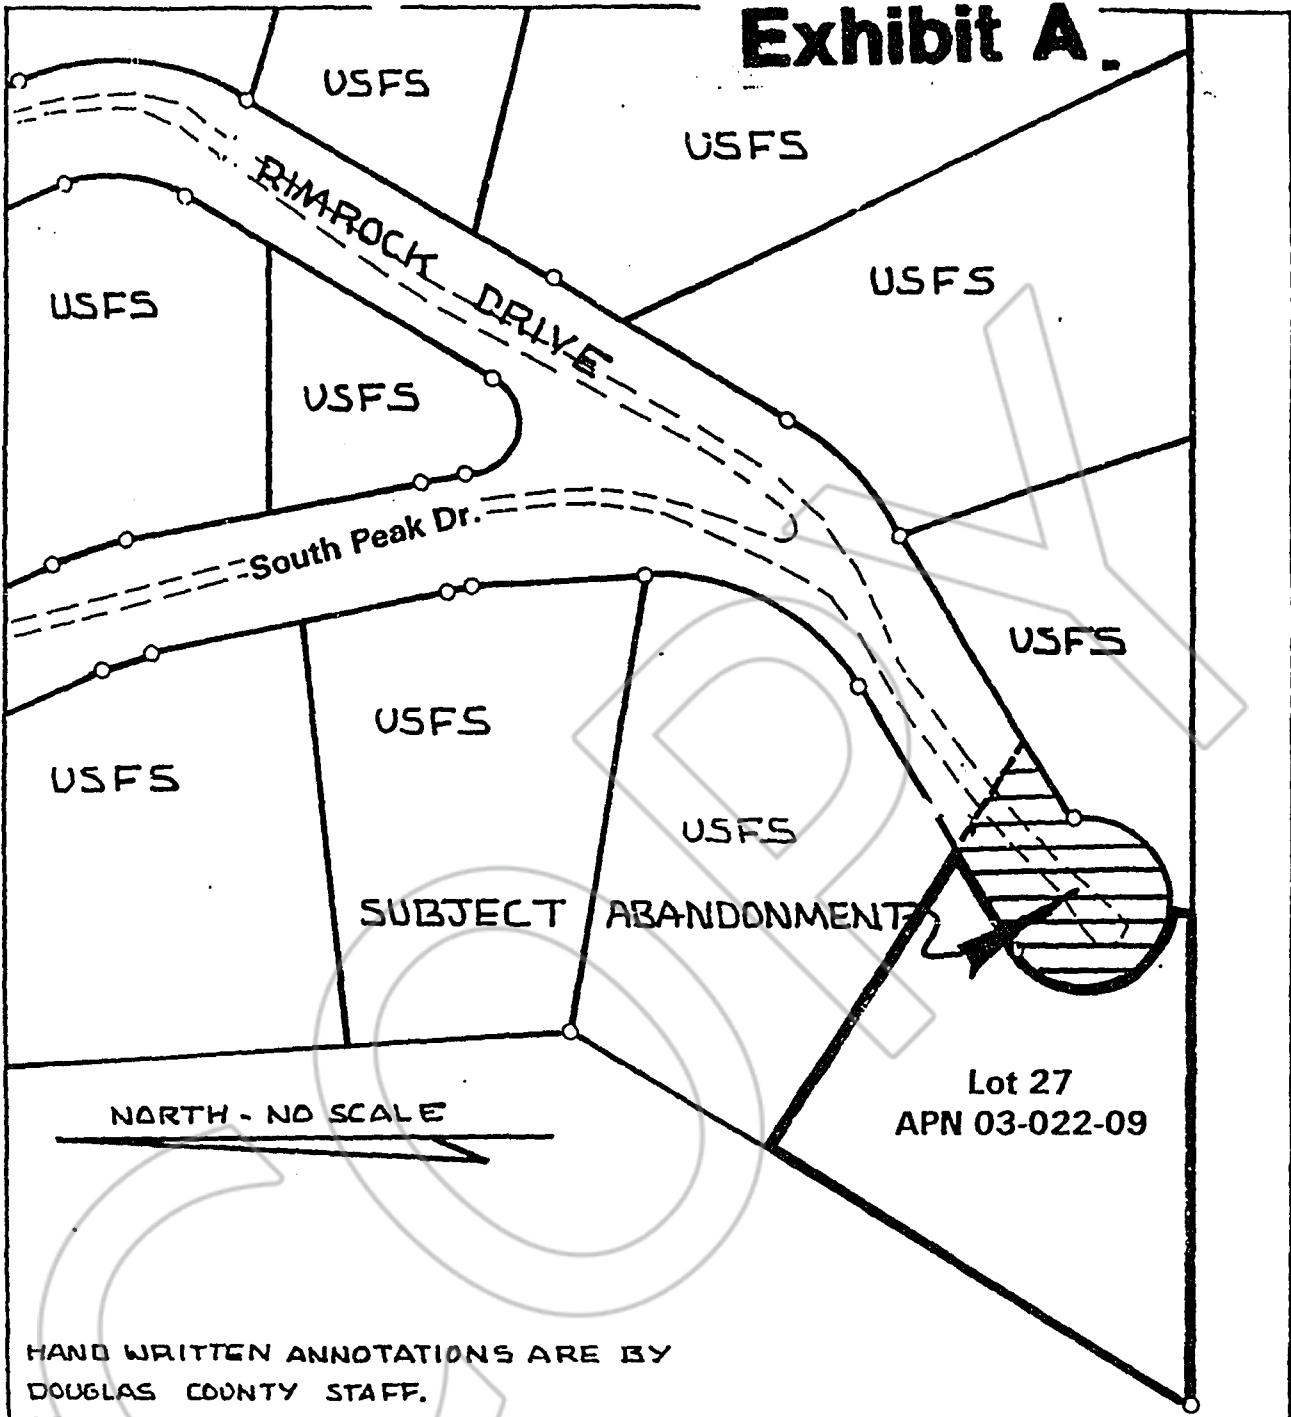 Exhibit A
USFS
USFS
USFS
RIMROCK DRIVE
USFS
USFS
South Peak Dr.
USFS
USFS
USFS
USFS
SUBJECT ABANDONMENT
Lot 27
APN 03-022-09
NORTH - NO SCALE
HAND WRITTEN ANNOTATIONS ARE BY
DOUGLAS COUNTY STAFF.
COPY